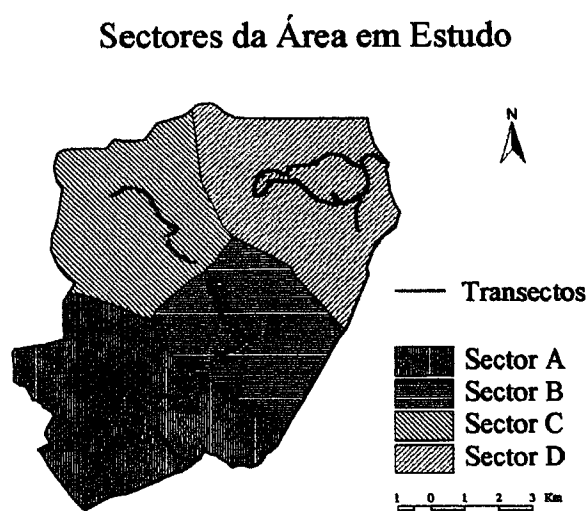 Sectores da Área em Estudo
N
Transectos
Sector A
Sector B
Sector C
Sector D
1 0 1 2 3 Km